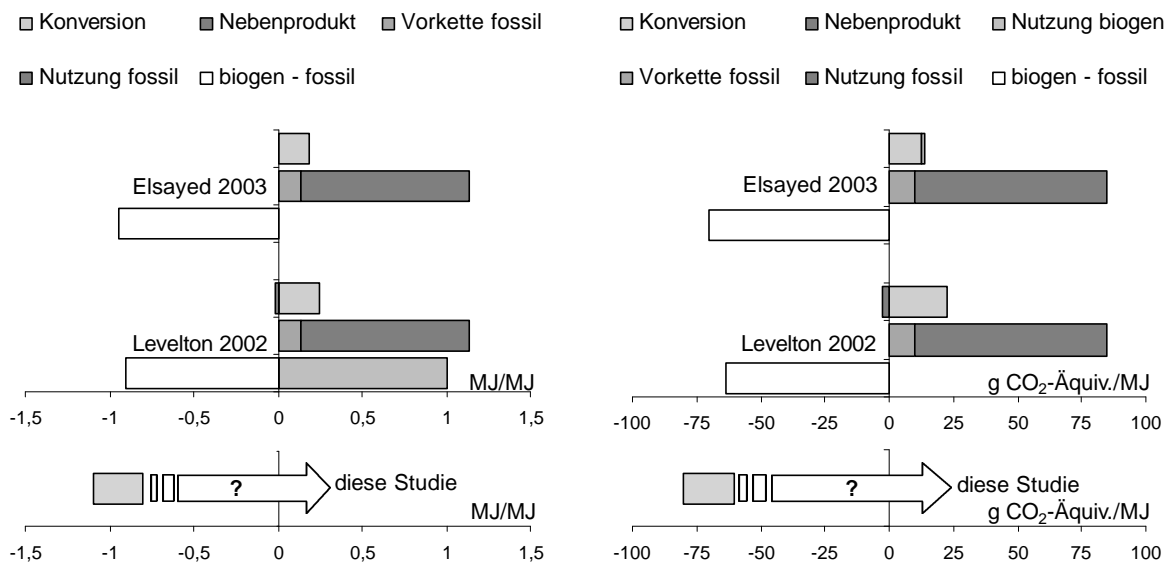 Konversion Nebenprodukt Vorkette fossil
Nutzung fossil biogen - fossil
Elsayed 2003
Levelton 2002
MJ/MJ
-1,5 -1 -0,5 0 0,5 1 1,5
? diese Studie
MJ/MJ
-1,5 -1 -0,5 0 0,5 1 1,5
Konversion Nebenprodukt Nutzung biogen
Vorkette fossil Nutzung fossil biogen - fossil
Elsayed 2003
Levelton 2002
g CO₂-Äquiv./MJ
-100 -75 -50 -25 0 25 50 75 100
? diese Studie
g CO₂-Äquiv./MJ
-100 -75 -50 -25 0 25 50 75 100